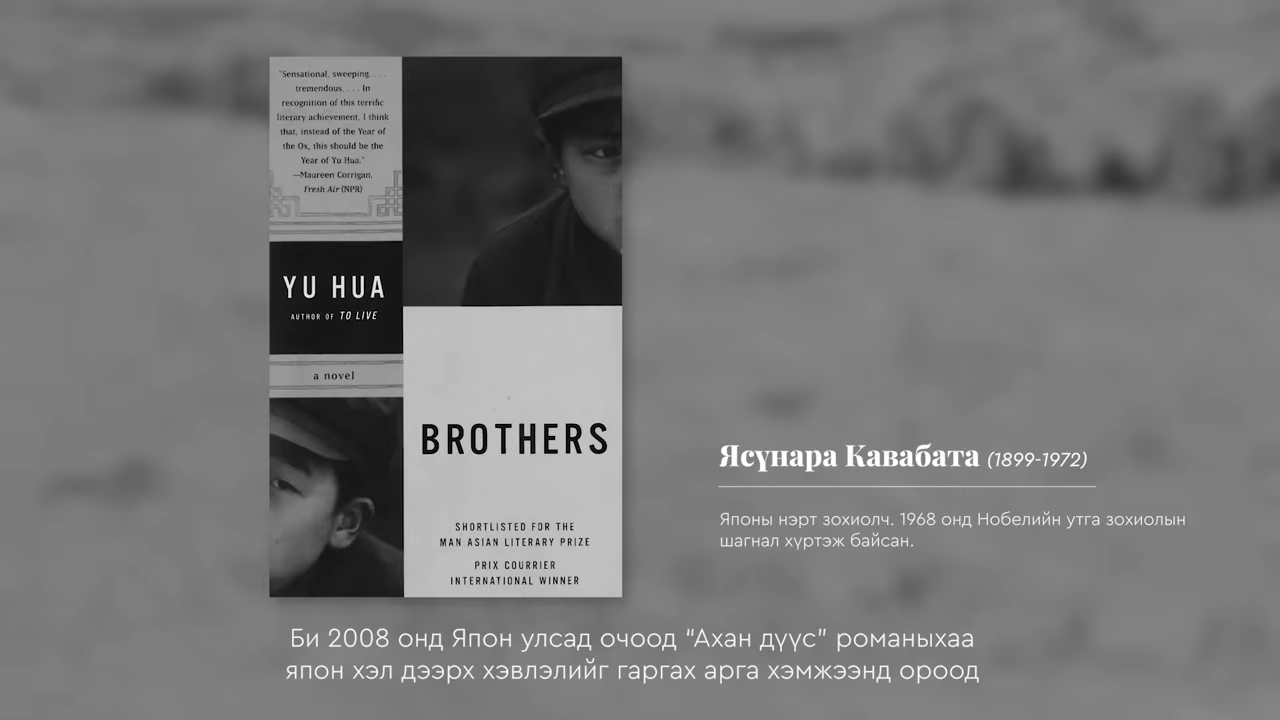 "Sensational, sweeping. . . .
tremendous. . . . In
recognition of this terrific
literary achievement, I think
that, instead of the Year of
the Ox, this should be the
Year of Yu Hua."
—Maureen Corrigan,
Fresh Air (NPR)
YU HUA
AUTHOR OF TO LIVE
a novel
BROTHERS
SHORTLISTED FOR THE
MAN ASIAN LITERARY PRIZE
PRIX COURRIER
INTERNATIONAL WINNER
Ясүнара Кавабата (1899-1972)
Японы нэрт зохиолч. 1968 онд Нобелийн утга зохиолын
шагнал хүртэж байсан.
Би 2008 онд Япон улсад очоод "Ахан дүүс" романыхаа
япон хэл дээрх хэвлэлийг гаргах арга хэмжээнд ороод